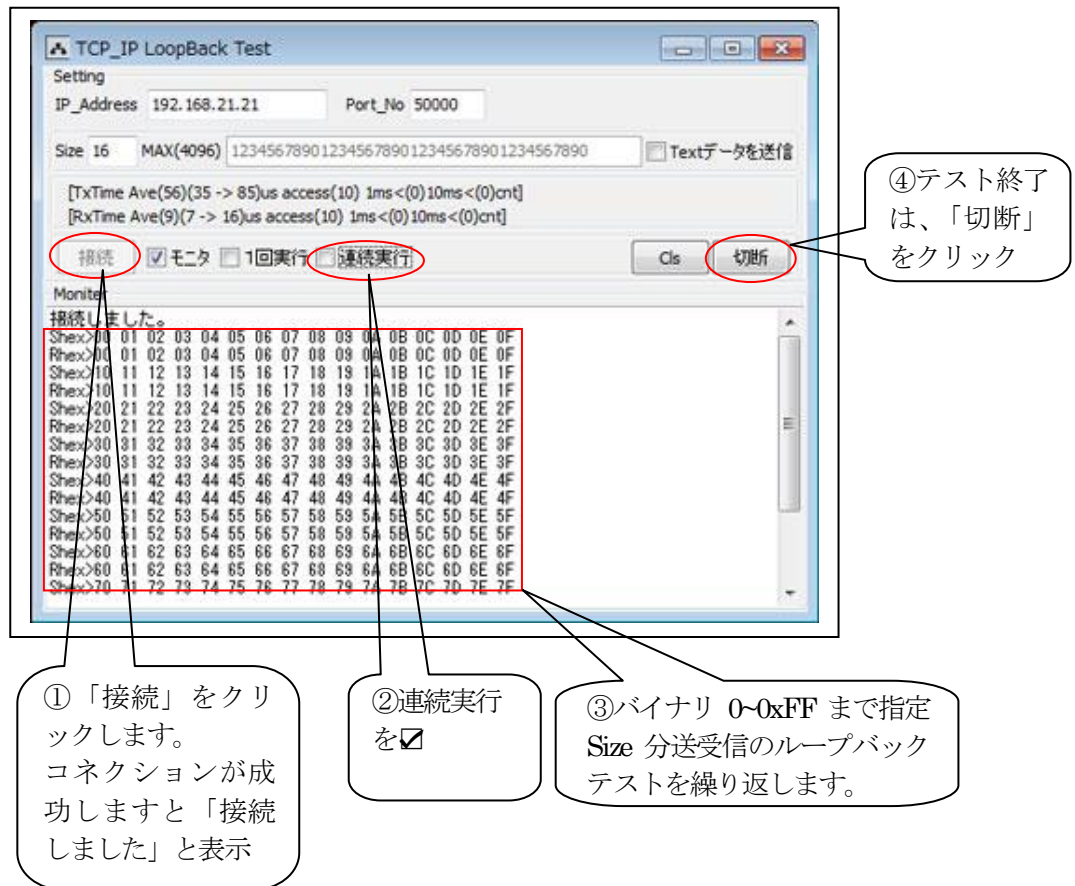 TCP_IP LoopBack Test
Setting
IP_Address 192.168.21.21 Port_No 50000
Size 16 MAX(4096) 1234567890123456789012345678901234567890 Textデータを送信
[TxTime Ave(56)(35 -> 85)us access(10) 1ms<(0)10ms<(0)cnt]
[RxTime Ave(9)(7 -> 16)us access(10) 1ms<(0)10ms<(0)cnt]
接続 モニタ 1回実行 連続実行 Cls 切断
Moniter
接続しました。
Shex>00 01 02 03 04 05 06 07 08 09 0A 0B 0C 0D 0E 0F
Rhex>00 01 02 03 04 05 06 07 08 09 0A 0B 0C 0D 0E 0F
Shex>10 11 12 13 14 15 16 17 18 19 1A 1B 1C 1D 1E 1F
Rhex>10 11 12 13 14 15 16 17 18 19 1A 1B 1C 1D 1E 1F
Shex>20 21 22 23 24 25 26 27 28 29 2A 2B 2C 2D 2E 2F
Rhex>20 21 22 23 24 25 26 27 28 29 2A 2B 2C 2D 2E 2F
Shex>30 31 32 33 34 35 36 37 38 39 3A 3B 3C 3D 3E 3F
Rhex>30 31 32 33 34 35 36 37 38 39 3A 3B 3C 3D 3E 3F
Shex>40 41 42 43 44 45 46 47 48 49 4A 4B 4C 4D 4E 4F
Rhex>40 41 42 43 44 45 46 47 48 49 4A 4B 4C 4D 4E 4F
Shex>50 51 52 53 54 55 56 57 58 59 5A 5B 5C 5D 5E 5F
Rhex>50 51 52 53 54 55 56 57 58 59 5A 5B 5C 5D 5E 5F
Shex>60 61 62 63 64 65 66 67 68 69 6A 6B 6C 6D 6E 6F
Rhex>60 61 62 63 64 65 66 67 68 69 6A 6B 6C 6D 6E 6F
Shex>70 71 72 73 74 75 76 77 78 79 7A 7B 7C 7D 7E 7F
④テスト終了
は、「切断」
をクリック
①「接続」をクリ
ックします。
コネクションが成
功しますと「接続
しました」と表示
②連続実行
を☑
③バイナリ 0~0xFF まで指定
Size 分送受信のループバック
テストを繰り返します。